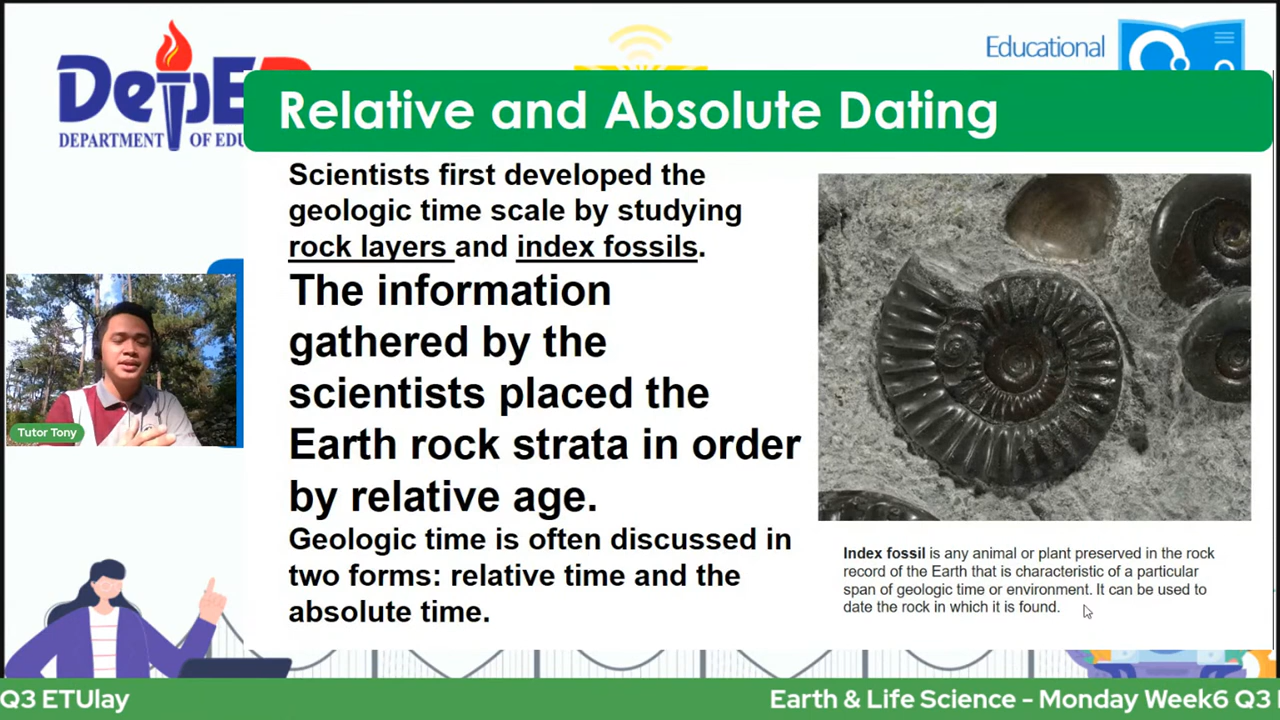 DepED
DEPARTMENT OF EDU
Educational
Relative and Absolute Dating
Scientists first developed the
geologic time scale by studying
rock layers and index fossils.
The information
gathered by the
scientists placed the
Earth rock strata in order
by relative age.
Geologic time is often discussed in
two forms: relative time and the
absolute time.
Tutor Tony
Index fossil is any animal or plant preserved in the rock
record of the Earth that is characteristic of a particular
span of geologic time or environment. It can be used to
date the rock in which it is found.
Q3 ETUlay
Earth & Life Science - Monday Week6 Q3